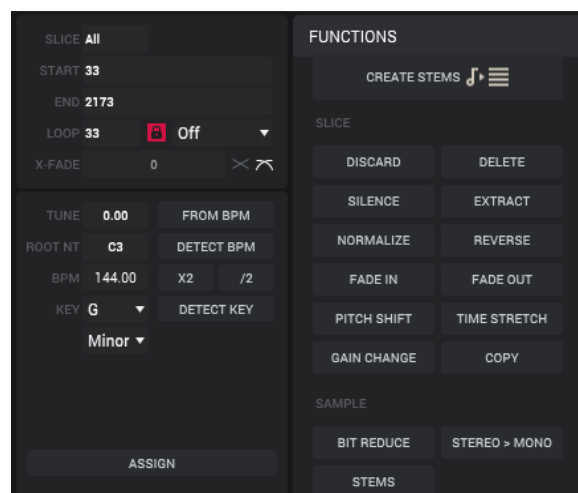 SLICE All
START 33
END 2173
LOOP 33 Off
X-FADE 0
TUNE 0.00 FROM BPM
ROOT NT C3 DETECT BPM
BPM 144.00 X2 /2
KEY G DETECT KEY
Minor
ASSIGN
FUNCTIONS
CREATE STEMS
SLICE
DISCARD DELETE
SILENCE EXTRACT
NORMALIZE REVERSE
FADE IN FADE OUT
PITCH SHIFT TIME STRETCH
GAIN CHANGE COPY
SAMPLE
BIT REDUCE STEREO > MONO
STEMS